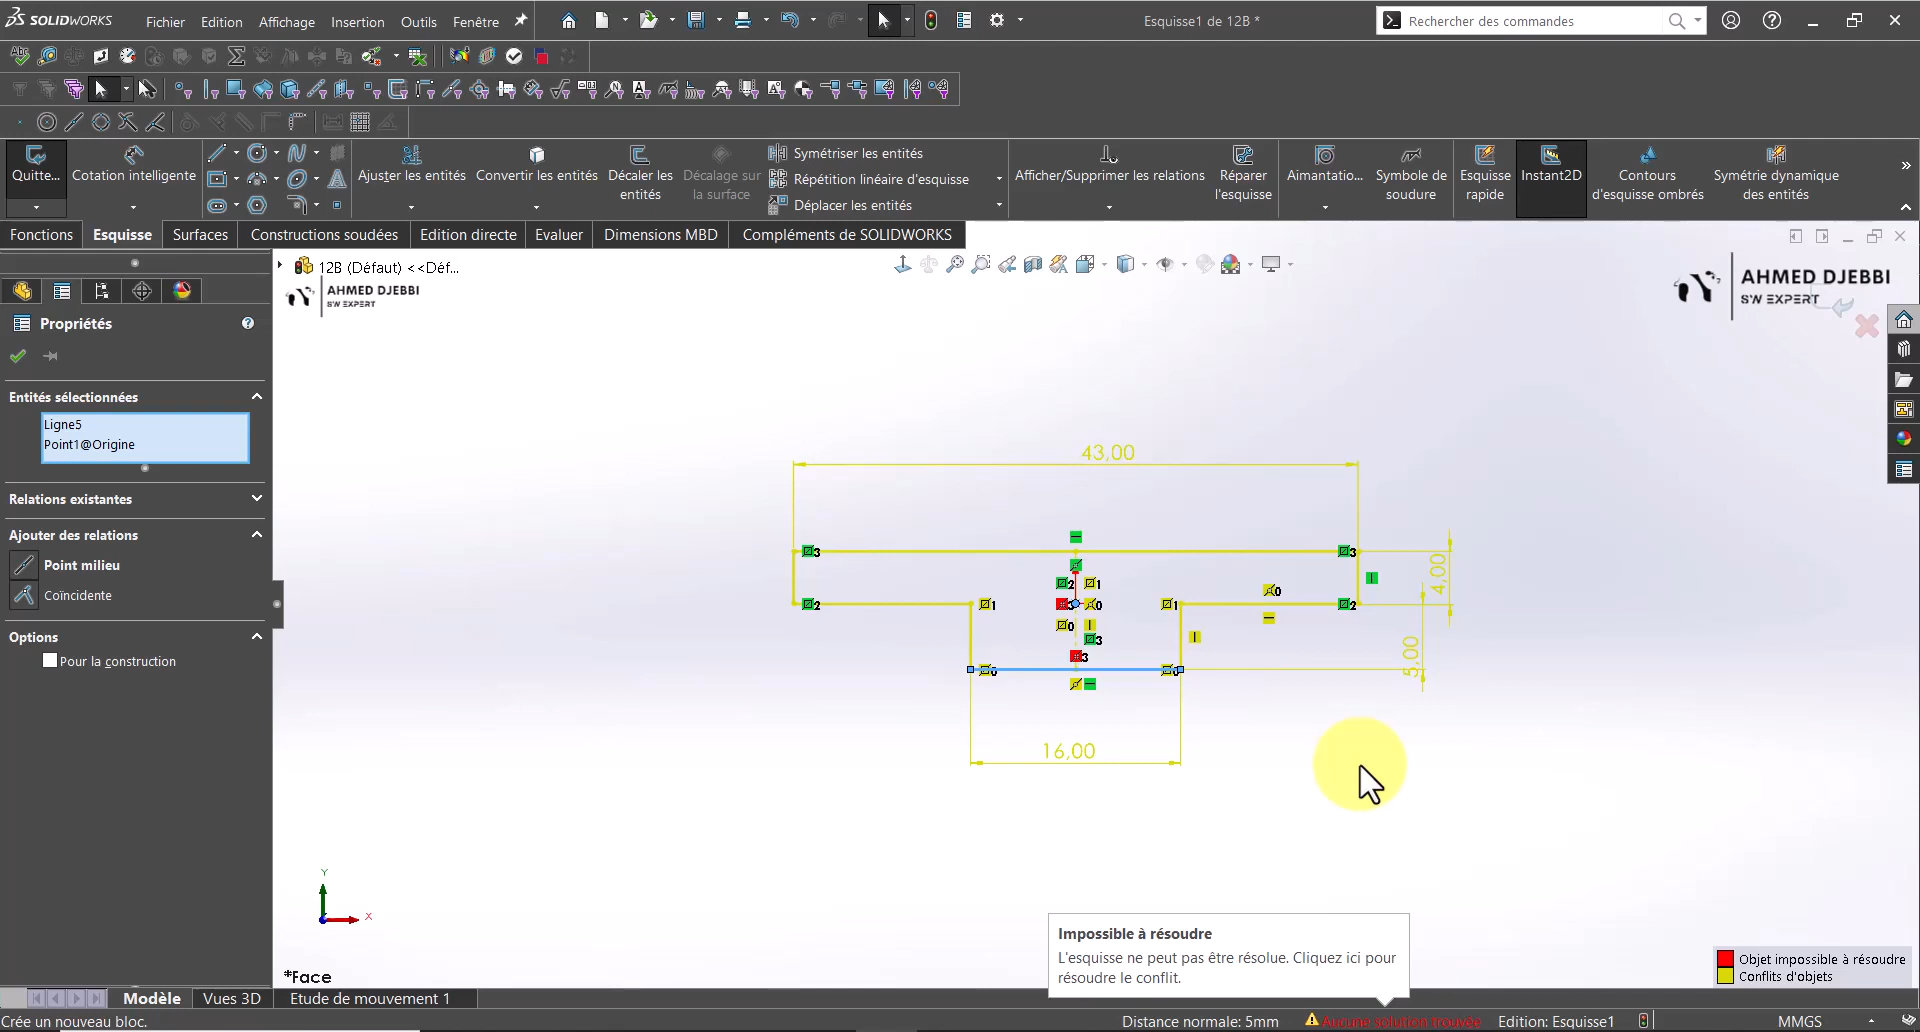 SOLIDWORKS
Fichier
Edition
Affichage
Insertion
Outils
Fenêtre
Esquisse1 de 12B *
Rechercher des commandes
Quitte...
Cotation intelligente
Ajuster les entités
Convertir les entités
Décaler les entités
Décalage sur la surface
Symétriser les entités
Répétition linéaire d'esquisse
Déplacer les entités
Afficher/Supprimer les relations
Réparer l'esquisse
Aimantatio...
Symbole de soudure
Esquisse rapide
Instant2D
Contours d'esquisse ombrés
Symétrie dynamique des entités
Fonctions
Esquisse
Surfaces
Constructions soudées
Edition directe
Evaluer
Dimensions MBD
Compléments de SOLIDWORKS
12B (Défaut) <<Déf...
AHMED DJEBBI
SW EXPERT
AHMED DJEBBI
SW EXPERT
Propriétés
Entités sélectionnées
Ligne5
Point1@Origine
Relations existantes
Ajouter des relations
Point milieu
Coïncidente
Options
Pour la construction
43,00
4,00
5,00
16,00
Y
X
*Face
Impossible à résoudre
L'esquisse ne peut pas être résolue. Cliquez ici pour
résoudre le conflit.
Objet impossible à résoudre
Conflits d'objets
Modèle
Vues 3D
Etude de mouvement 1
Crée un nouveau bloc.
Distance normale: 5mm
Aucune solution trouvée
Edition: Esquisse1
MMGS